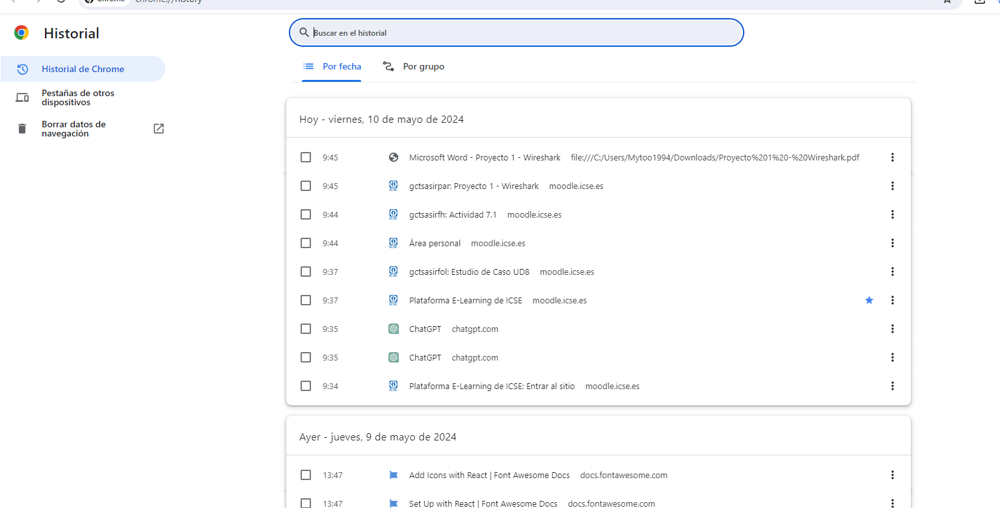 Chrome chrome://history
Historial
Buscar en el historial
Historial de Chrome
Pestañas de otros
dispositivos
Borrar datos de
navegación
Por fecha Por grupo
Hoy - viernes, 10 de mayo de 2024
9:45 Microsoft Word - Proyecto 1 - Wireshark file:///C:/Users/Mytoo1994/Downloads/Proyecto%201%20-%20Wireshark.pdf
9:45 ICSE gctsasirpar: Proyecto 1 - Wireshark moodle.icse.es
9:44 ICSE gctsasirfh: Actividad 7.1 moodle.icse.es
9:44 ICSE Área personal moodle.icse.es
9:37 ICSE gctsasirfol: Estudio de Caso UD8 moodle.icse.es
9:37 ICSE Plataforma E-Learning de ICSE moodle.icse.es
9:35 ChatGPT chatgpt.com
9:35 ChatGPT chatgpt.com
9:34 ICSE Plataforma E-Learning de ICSE: Entrar al sitio moodle.icse.es
Ayer - jueves, 9 de mayo de 2024
13:47 Add Icons with React | Font Awesome Docs docs.fontawesome.com
13:47 Set Up with React | Font Awesome Docs docs.fontawesome.com